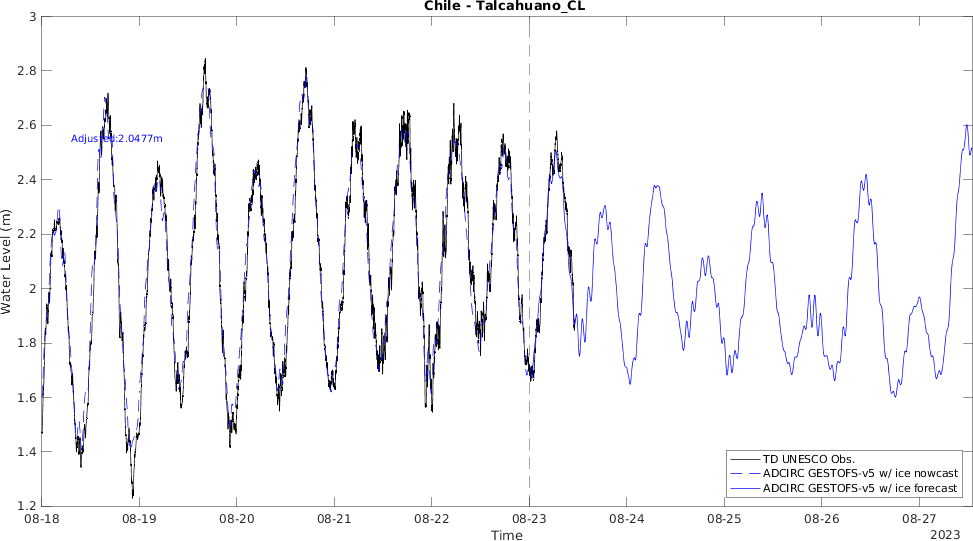 Chile - Talcahuano_CL
3
2.8
2.6
2.4
2.2
2
1.8
1.6
1.4
1.2
Water Level (m)
Adjusted:2.0477m
TD UNESCO Obs.
ADCIRC GESTOFS-v5 w/ ice nowcast
ADCIRC GESTOFS-v5 w/ ice forecast
08-18 08-19 08-20 08-21 08-22 08-23 08-24 08-25 08-26 08-27
Time
2023